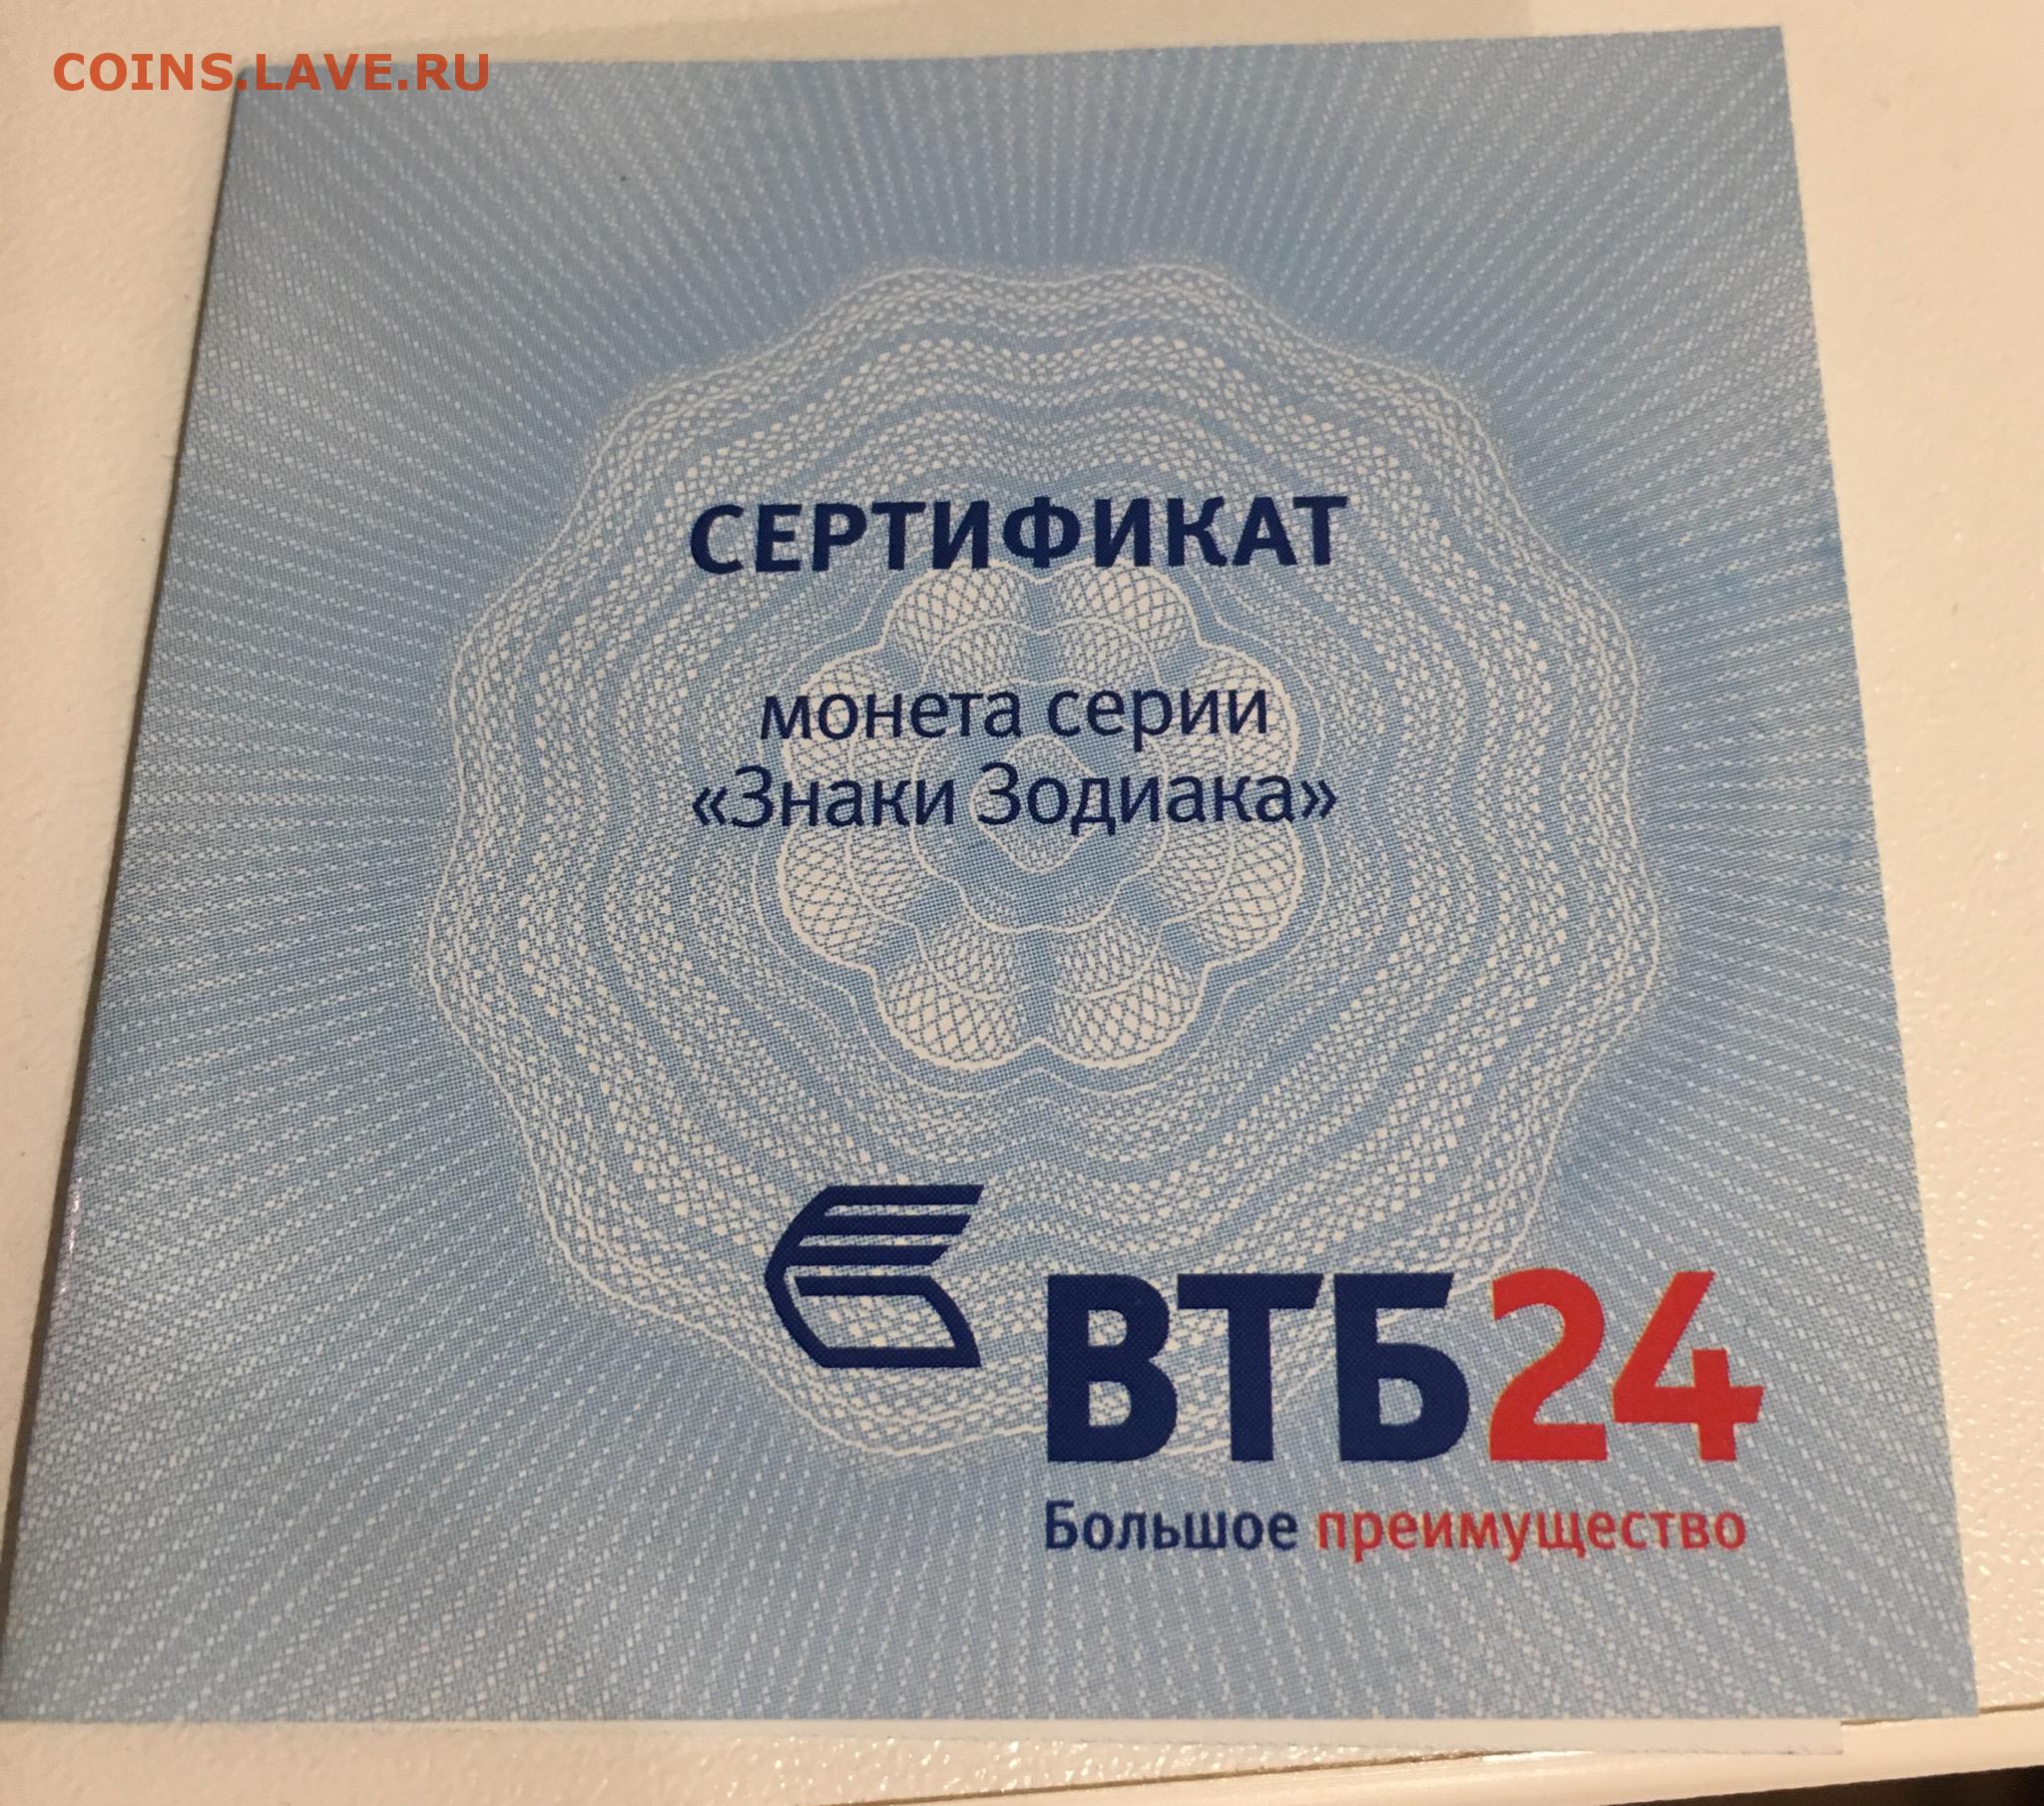 COINS.LAVE.RU
СЕРТИФИКАТ
монета серии
«Знаки Зодиака»
ВТБ24
Большое преимущество